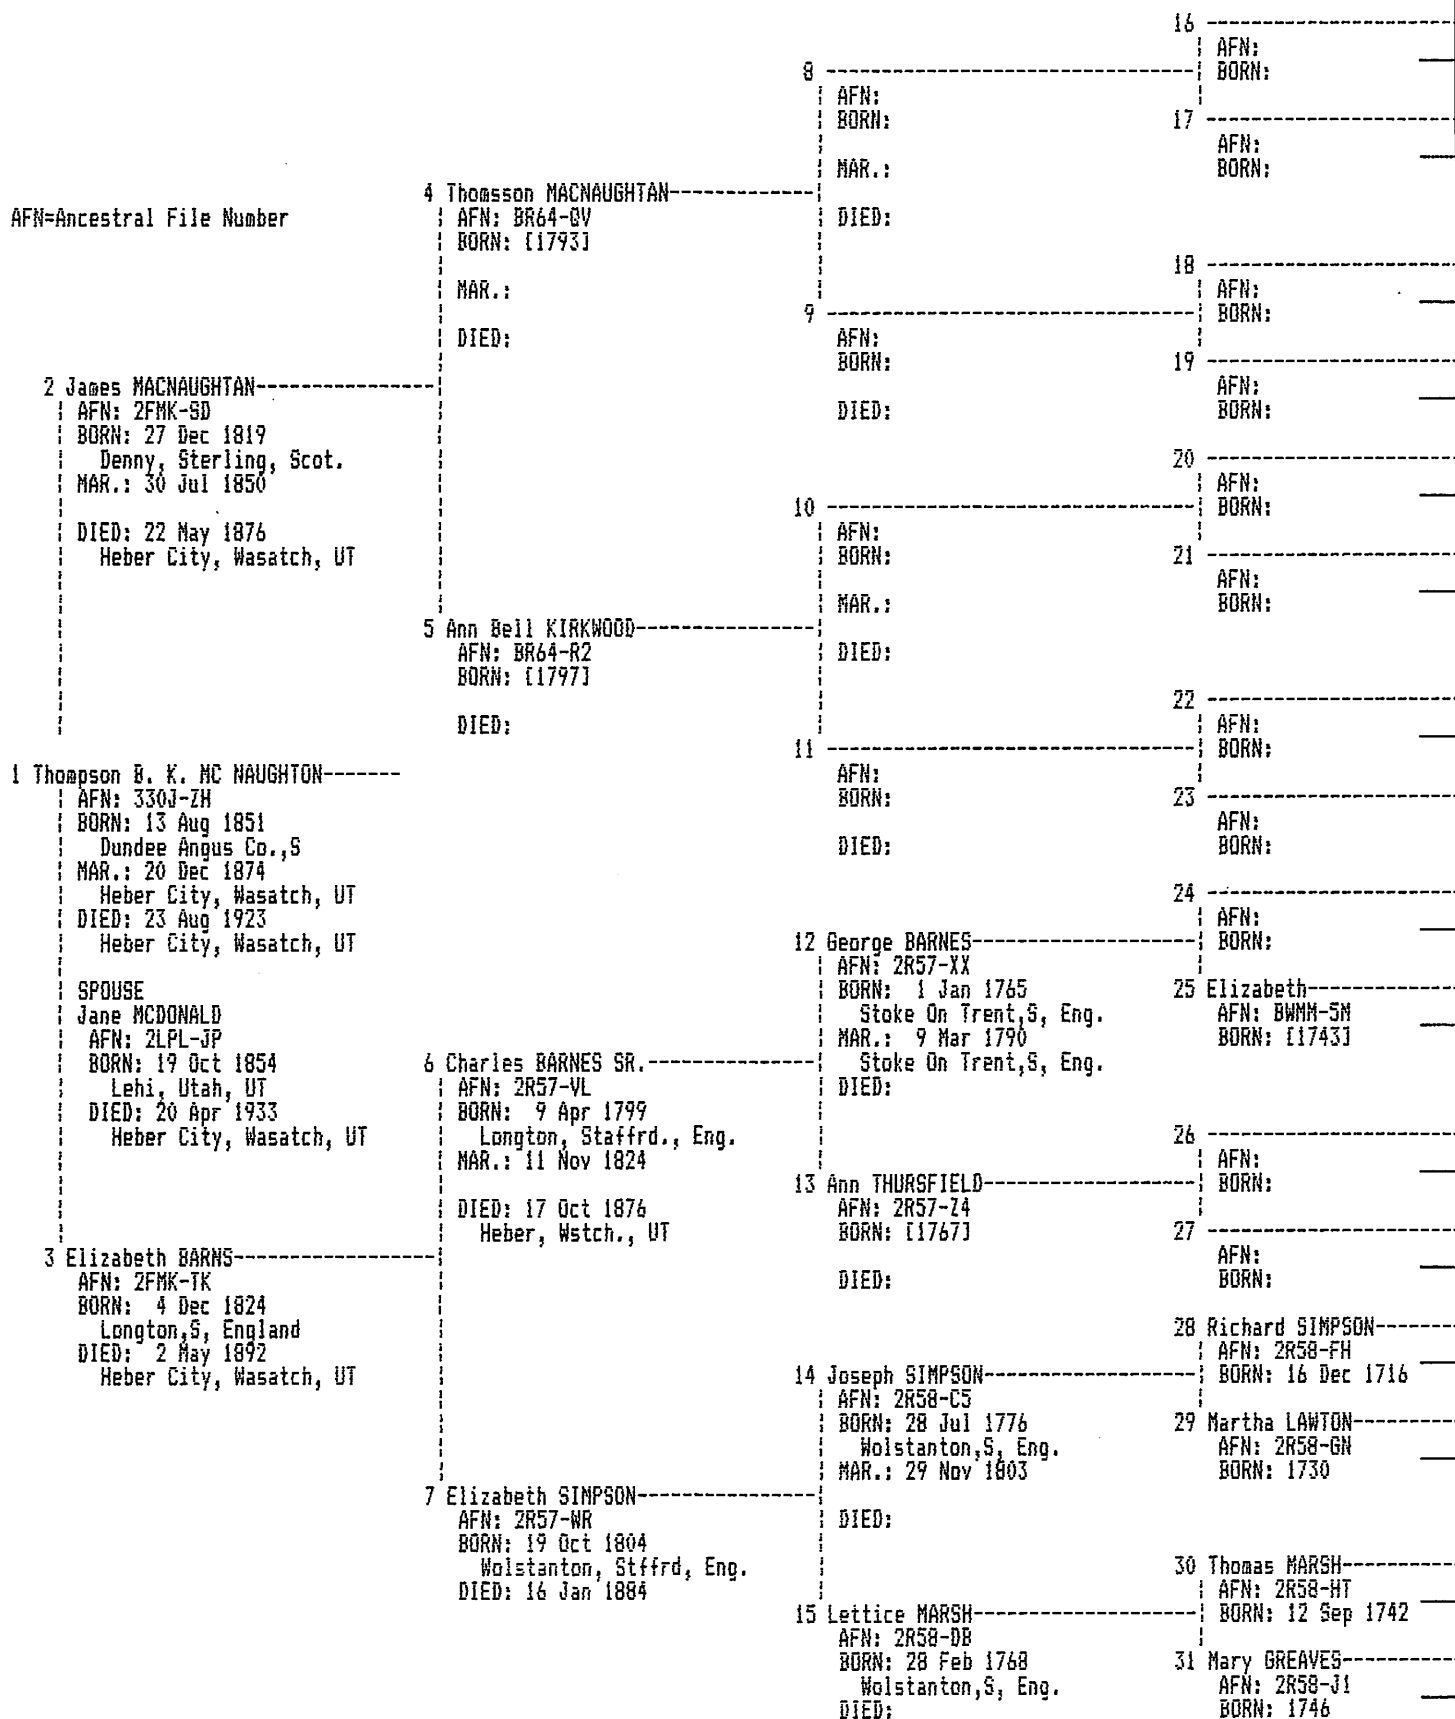 AFN=Ancestral File Number
1 Thompson B. K. MC NAUGHTON
AFN: 330J-ZH
BORN: 13 Aug 1851
Dundee Angus Co.,S
MAR.: 20 Dec 1874
Heber City, Wasatch, UT
DIED: 23 Aug 1923
Heber City, Wasatch, UT
SPOUSE
Jane MCDONALD
AFN: 2LPL-JP
BORN: 19 Oct 1854
Lehi, Utah, UT
DIED: 20 Apr 1933
Heber City, Wasatch, UT
2 James MACNAUGHTAN
AFN: 2FMK-SD
BORN: 27 Dec 1819
Denny, Sterling, Scot.
MAR.: 30 Jul 1850
DIED: 22 May 1876
Heber City, Wasatch, UT
3 Elizabeth BARNS
AFN: 2FMK-TK
BORN: 4 Dec 1824
Longton,S, England
DIED: 2 May 1892
Heber City, Wasatch, UT
4 Thomsson MACNAUGHTAN
AFN: BR64-QV
BORN: [1793]
MAR.:
DIED:
5 Ann Bell KIRKWOOD
AFN: BR64-R2
BORN: [1797]
DIED:
6 Charles BARNES SR.
AFN: 2R57-VL
BORN: 9 Apr 1799
Longton, Staffrd., Eng.
MAR.: 11 Nov 1824
DIED: 17 Oct 1876
Heber, Wstch., UT
7 Elizabeth SIMPSON
AFN: 2R57-WR
BORN: 19 Oct 1804
Wolstanton, Stffrd, Eng.
DIED: 16 Jan 1884
8
AFN:
BORN:
MAR.:
DIED:
9
AFN:
BORN:
DIED:
10
AFN:
BORN:
MAR.:
DIED:
11
AFN:
BORN:
DIED:
12 George BARNES
AFN: 2R57-XX
BORN: 1 Jan 1765
Stoke On Trent,S, Eng.
MAR.: 9 Mar 1790
Stoke On Trent,S, Eng.
DIED:
13 Ann THURSFIELD
AFN: 2R57-Z4
BORN: [1767]
DIED:
14 Joseph SIMPSON
AFN: 2R58-C5
BORN: 28 Jul 1776
Wolstanton,S, Eng.
MAR.: 29 Nov 1803
DIED:
15 Lettice MARSH
AFN: 2R58-DB
BORN: 28 Feb 1768
Wolstanton,S, Eng.
DIED:
16
AFN:
BORN:
17
AFN:
BORN:
18
AFN:
BORN:
19
AFN:
BORN:
20
AFN:
BORN:
21
AFN:
BORN:
22
AFN:
BORN:
23
AFN:
BORN:
24
AFN:
BORN:
25 Elizabeth
AFN: BWMM-5M
BORN: [1743]
26
AFN:
BORN:
27
AFN:
BORN:
28 Richard SIMPSON
AFN: 2R58-FH
BORN: 16 Dec 1716
29 Martha LAWTON
AFN: 2R58-GN
BORN: 1730
30 Thomas MARSH
AFN: 2R58-HT
BORN: 12 Sep 1742
31 Mary GREAVES
AFN: 2R58-J1
BORN: 1746